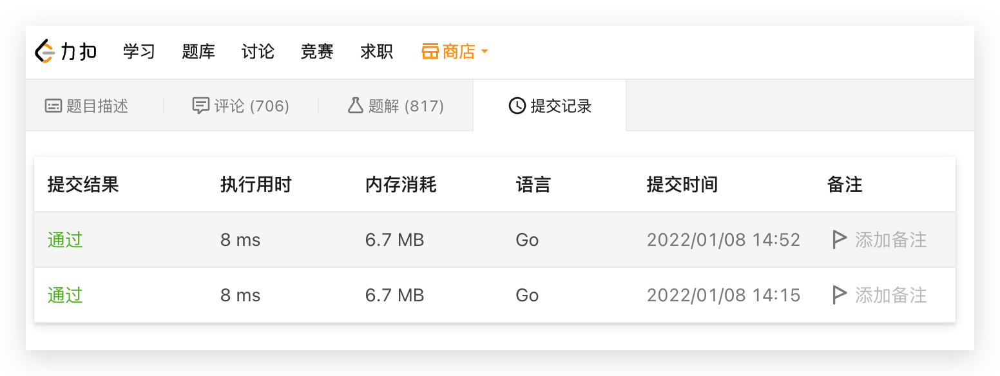 力扣 学习 题库 讨论 竞赛 求职 商店
题目描述 评论 (706) 题解 (817) 提交记录
提交结果 执行用时 内存消耗 语言 提交时间 备注
通过 8 ms 6.7 MB Go 2022/01/08 14:52 添加备注
通过 8 ms 6.7 MB Go 2022/01/08 14:15 添加备注